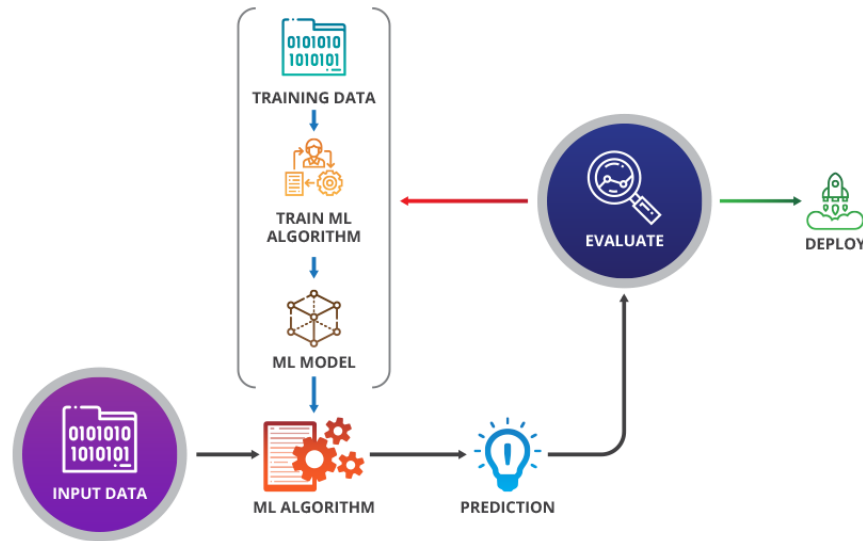 0101010
1010101
TRAINING DATA
TRAIN ML
ALGORITHM
ML MODEL
EVALUATE
DEPLOY
0101010
1010101
INPUT DATA
ML ALGORITHM
PREDICTION